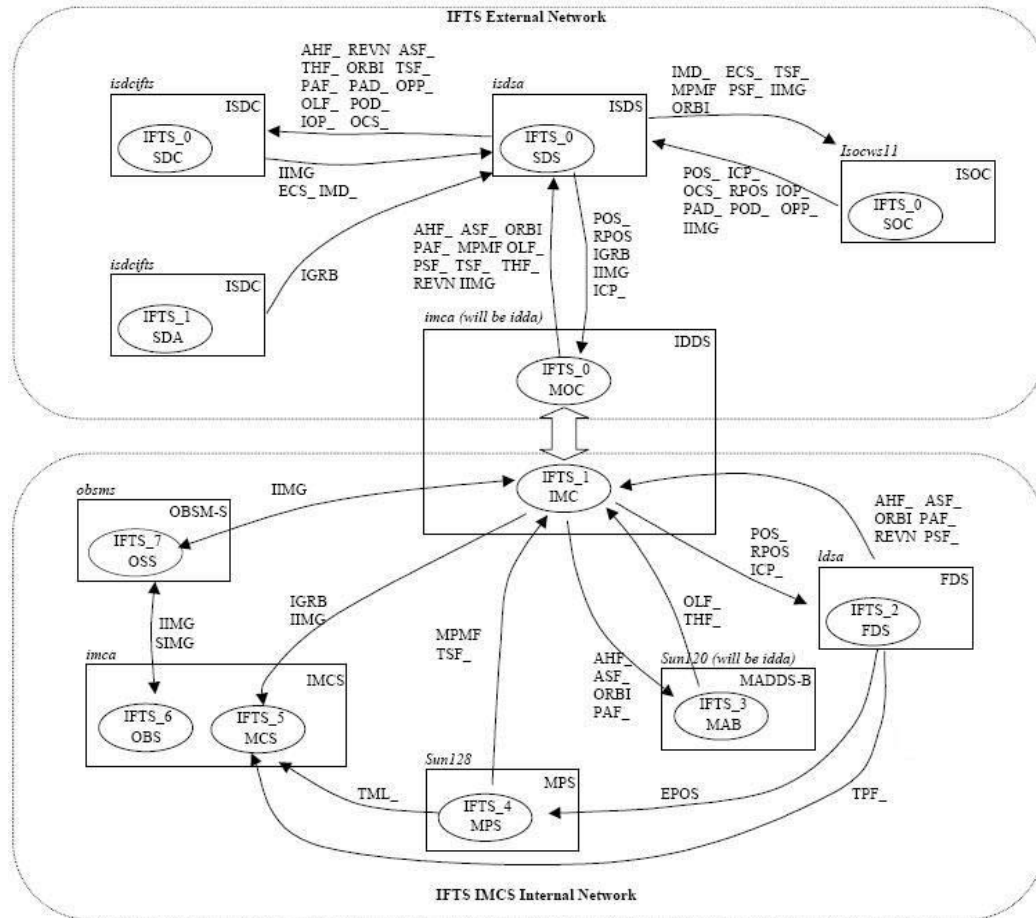 IFTS External Network
AHF_ REVN ASF_
THF_ ORBI TSF_
PAF_ PAD_ OPP_
OLF_ POD_
IOP_ OCS_
isdcifts
ISDC
IFTS_0
SDC
isdsa
ISDS
IFTS_0
SDS
IMD_ ECS_ TSF_
MPMF PSF_ IIMG
ORBI
Isocws11
ISOC
IFTS_0
SOC
IIMG
ECS_ IMD_
POS_ ICP_
OCS_ RPOS IOP_
PAD_ POD_ OPP_
IIMG
isdcifts
ISDC
IFTS_1
SDA
IGRB
AHF_ ASF_ ORBI
PAF_ MPMF OLF_
PSF_ TSF_ THF_
REVN IIMG
POS_
RPOS
IGRB
IIMG
ICP_
imca (will be idda)
IDDS
IFTS_0
MOC
IFTS_1
IMC
IIMG
obsms
OBSM-S
IFTS_7
OSS
AHF_ ASF_
ORBI PAF_
REVN PSF_
POS_
RPOS
ICP_
ldsa
FDS
IFTS_2
FDS
IIMG
SIMG
IGRB
IIMG
MPMF
TSF_
OLF_
THF_
AHF_
ASF_
ORBI
PAF_
imca
IMCS
IFTS_6
OBS
IFTS_5
MCS
Sun120 (will be idda)
MADDS-B
IFTS_3
MAB
Sun128
MPS
IFTS_4
MPS
TML_
EPOS
TPF_
IFTS IMCS Internal Network